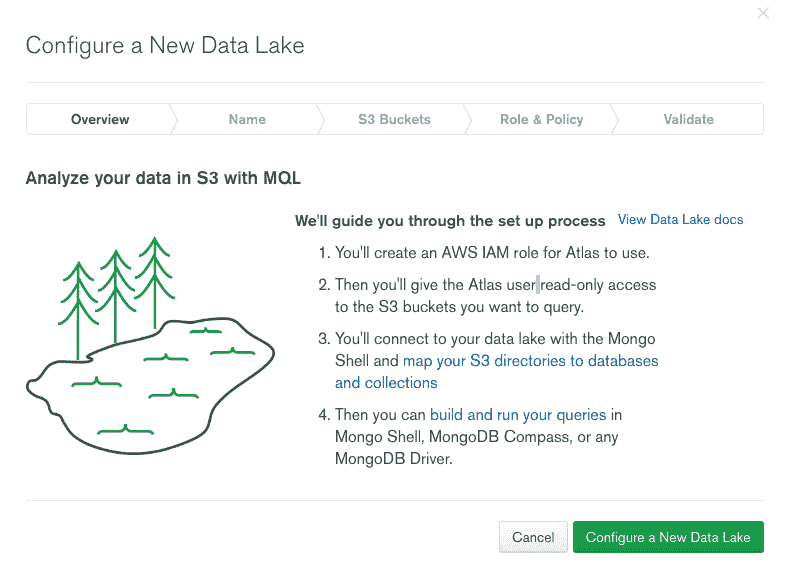 Configure a New Data Lake
Overview
Name
S3 Buckets
Role & Policy
Validate
Analyze your data in S3 with MQL
We'll guide you through the set up process
View Data Lake docs
1. You'll create an AWS IAM role for Atlas to use.
2. Then you'll give the Atlas user read-only access
to the S3 buckets you want to query.
3. You'll connect to your data lake with the Mongo
Shell and map your S3 directories to databases
and collections
4. Then you can build and run your queries in
Mongo Shell, MongoDB Compass, or any
MongoDB Driver.
Cancel
Configure a New Data Lake